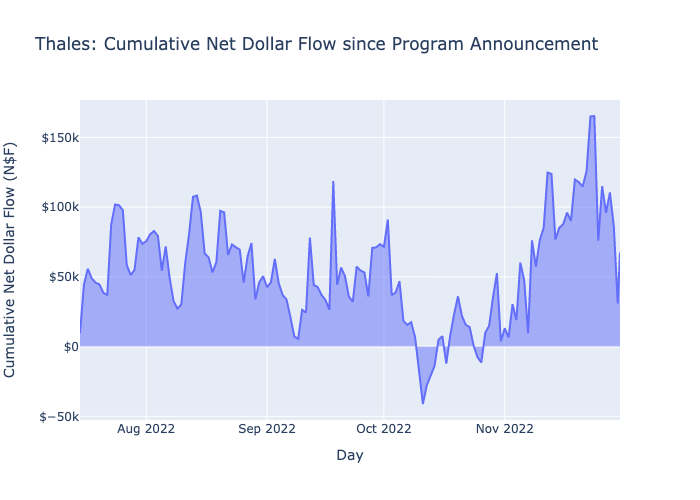 Thales: Cumulative Net Dollar Flow since Program Announcement
Cumulative Net Dollar Flow (N$F)
$150k
$100k
$50k
$0
$−50k
Aug 2022
Sep 2022
Oct 2022
Nov 2022
Day